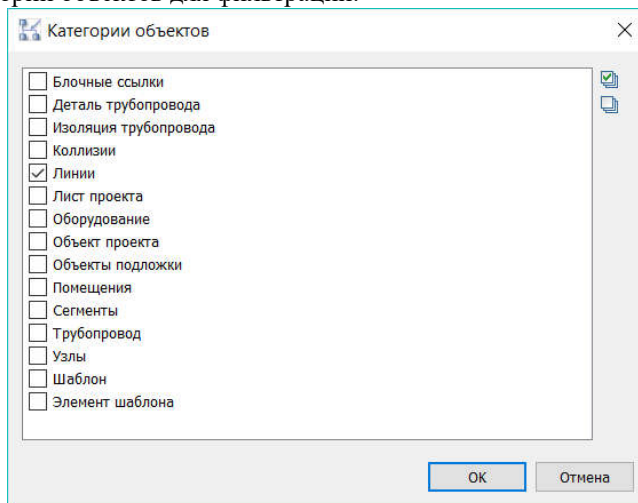 Категории объектов
Блочные ссылки
Деталь трубопровода
Изоляция трубопровода
Коллизии
Линии
Лист проекта
Оборудование
Объект проекта
Объекты подложки
Помещения
Сегменты
Трубопровод
Узлы
Шаблон
Элемент шаблона
ОК
Отмена